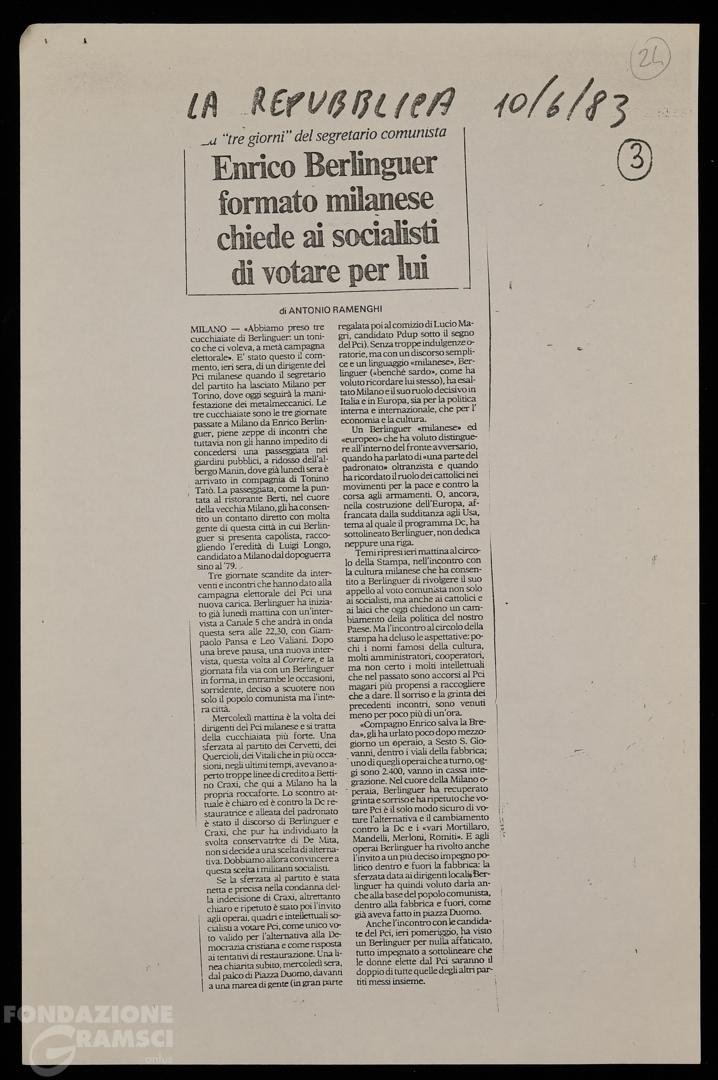 24
LA REPUBBLICA 10/6/83
3
"tre giorni" del segretario comunista
Enrico Berlinguer
formato milanese
chiede ai socialisti
di votare per lui
di ANTONIO RAMENGHI
MILANO — «Abbiamo preso tre
cucchiaiate di Berlinguer: un toni-
co che ci voleva, a metà campagna
elettorale». E' stato questo il com-
mento, ieri sera, di un dirigente del
Pci milanese quando il segretario
del partito ha lasciato Milano per
Torino, dove oggi seguirà la mani-
festazione dei metalmeccanici. Le
tre cucchiaiate sono le tre giornate
passate a Milano da Enrico Berlin-
guer, piene zeppe di incontri che
tuttavia non gli hanno impedito di
concedersi una passeggiata nei
giardini pubblici, a ridosso dell'al-
bergo Manin, dove già lunedì sera è
arrivato in compagnia di Tonino
Tatò. La passeggiata, come la pun-
tata al ristorante Berti, nel cuore
della vecchia Milano, gli ha consen-
tito un contatto diretto con molta
gente di questa città in cui Berlin-
guer si presenta capolista, racco-
gliendo l'eredità di Luigi Longo,
candidato a Milano dal dopoguerra
sino al '79.
Tre giornate scandite da inter-
venti e incontri che hanno dato alla
campagna elettorale del Pci una
nuova carica. Berlinguer ha inizia-
to già lunedì mattina con un'inter-
vista a Canale 5 che andrà in onda
questa sera alle 22,30, con Giam-
paolo Pansa e Leo Valiani. Dopo
una breve pausa, una nuova inter-
vista, questa volta al Corriere, e la
giornata fila via con un Berlinguer
in forma, in entrambe le occasioni,
sorridente, deciso a scuotere non
solo il popolo comunista ma l'inte-
ra città.
Mercoledì mattina è la volta dei
dirigenti del Pci milanese e si tratta
della cucchiaiata più forte. Una
sferzata al partito dei Cervetti, dei
Quercioli, dei Vitali che in più occa-
sioni, negli ultimi tempi, avevano a-
perto troppe linee di credito a Betti-
no Craxi, che qui a Milano ha la
propria roccaforte. Lo scontro at-
tuale è chiaro ed è contro la Dc re-
stauratrice e alleata del padronato
è stato il discorso di Berlinguer e
Craxi, che pur ha individuato la
svolta conservatrice di De Mita,
non si decide a una scelta di alterna-
tiva. Dobbiamo allora convincere a
questa scelta i militanti socialisti.
Se la sferzata al partito è stata
netta e precisa nella condanna del-
la indecisione di Craxi, altrettanto
chiaro e ripetuto è stato poi l'invito
agli operai, quadri e intellettuali so-
cialisti a votare Pci, come unico vo-
to valido per l'alternativa alla De-
mocrazia cristiana e come risposta
ai tentativi di restaurazione. Una li-
nea chiarita subito, mercoledì sera,
dal palco di Piazza Duomo, davanti
a una marea di gente (in gran parte
regalata poi al comizio di Lucio Ma-
gri, candidato Pdup sotto il segno
del Pci). Senza troppe indulgenze o-
ratorie, ma con un discorso sempli-
ce e un linguaggio «milanese», Ber-
linguer («benchè sardo», come ha
voluto ricordare lui stesso), ha esal-
tato Milano e il suo ruolo decisivo in
Italia e in Europa, sia per la politica
interna e internazionale, che per l'
economia e la cultura.
Un Berlinguer «milanese» ed
«europeo» che ha voluto distingue-
re all'interno del fronte avversario,
quando ha parlato di «una parte del
padronato» oltranzista e quando
ha ricordato il ruolo dei cattolici nei
movimenti per la pace e contro la
corsa agli armamenti. O, ancora,
nella costruzione dell'Europa, af-
francata dalla sudditanza agli Usa,
tema al quale il programma Dc, ha
sottolineato Berlinguer, non dedica
neppure una riga.
Temi ripresi ieri mattina al circo-
lo della Stampa, nell'incontro con
la cultura milanese che ha consen-
tito a Berlinguer di rivolgere il suo
appello al voto comunista non solo
ai socialisti, ma anche ai cattolici e
ai laici che oggi chiedono un cam-
biamento della politica del nostro
Paese. Ma l'incontro al circolo della
stampa ha deluso le aspettative: po-
chi i nomi famosi della cultura,
molti amministratori, cooperatori,
ma non certo i molti intellettuali
che nel passato sono accorsi al Pci
magari più propensi a raccogliere
che a dare. Il sorriso e la grinta dei
precedenti incontri, sono venuti
meno per poco più di un'ora.
«Compagno Enrico salva la Bre-
da», gli ha urlato poco dopo mezzo-
giorno un operaio, a Sesto S. Gio-
vanni, dentro i viali della fabbrica;
uno di quegli operai che a turno, og-
gi sono 2.400, vanno in cassa inte-
grazione. Nel cuore della Milano o-
peraia, Berlinguer ha recuperato
grinta e sorriso e ha ripetuto che vo-
tare Pci è il solo modo sicuro di vo-
tare l'alternativa e il cambiamento
contro la Dc e i «vari Mortillaro,
Mandelli, Merloni, Romiti». E agli
operai Berlinguer ha rivolto anche
l'invito a un più deciso impegno po-
litico dentro e fuori la fabbrica: la
sferzata data ai dirigenti locali, Ber-
linguer ha quindi voluto darla an-
che alla base del popolo comunista,
dentro alla fabbrica e fuori, come
già aveva fatto in piazza Duomo.
Anche l'incontro con le candida-
te del Pci, ieri pomeriggio, ha visto
un Berlinguer per nulla affaticato,
tutto impegnato a sottolineare che
le donne elette dal Pci saranno il
doppio di tutte quelle degli altri par-
titi messi insieme.
FONDAZIONE
GRAMSCI
onlus